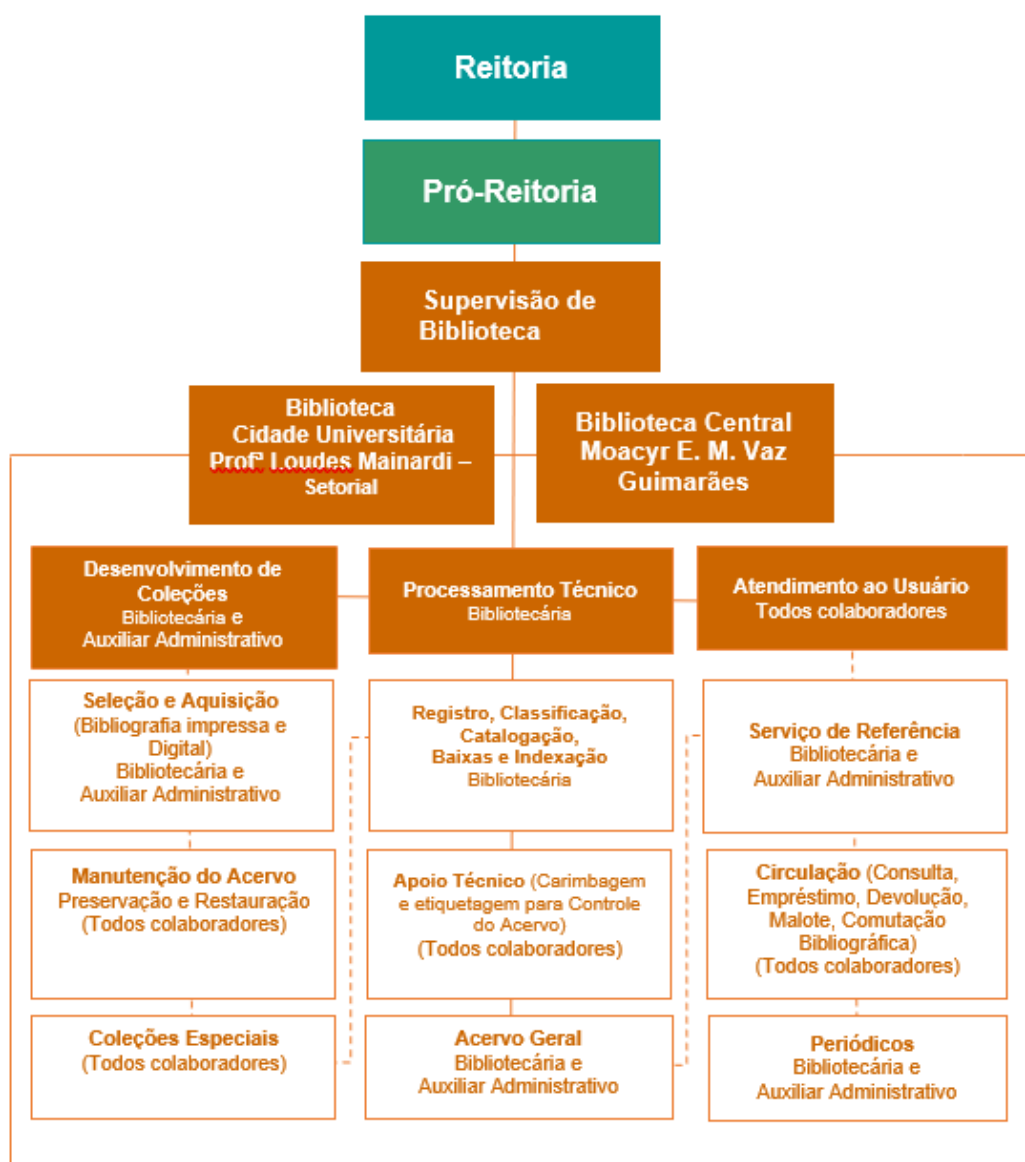 Reitoria
Pró-Reitoria
Supervisão de
Biblioteca
Biblioteca
Cidade Universitária
Profª Loudes Mainardi –
Setorial
Biblioteca Central
Moacyr E. M. Vaz
Guimarães
Desenvolvimento de
Coleções
Bibliotecária e
Auxiliar Administrativo
Processamento Técnico
Bibliotecária
Atendimento ao Usuário
Todos colaboradores
Seleção e Aquisição
(Bibliografia impressa e
Digital)
Bibliotecária e
Auxiliar Administrativo
Registro, Classificação,
Catalogação,
Baixas e Indexação
Bibliotecária
Serviço de Referência
Bibliotecária e
Auxiliar Administrativo
Manutenção do Acervo
Preservação e Restauração
(Todos colaboradores)
Apoio Técnico (Carimbagem
e etiquetagem para Controle
do Acervo)
(Todos colaboradores)
Circulação (Consulta,
Empréstimo, Devolução,
Malote, Comutação
Bibliográfica)
(Todos colaboradores)
Coleções Especiais
(Todos colaboradores)
Acervo Geral
Bibliotecária e
Auxiliar Administrativo
Periódicos
Bibliotecária e
Auxiliar Administrativo